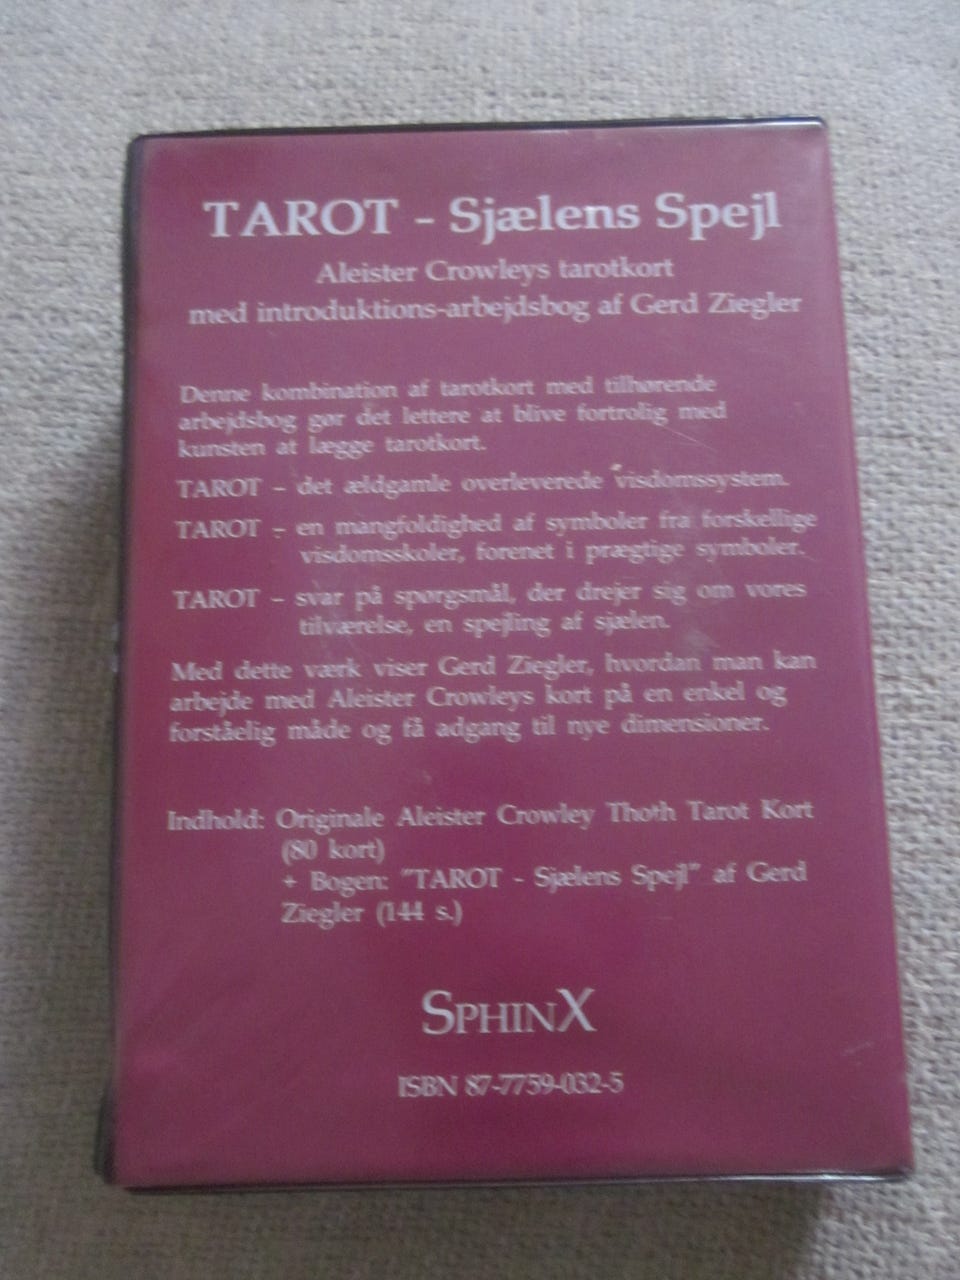 TAROT - Sjælens Spejl
Aleister Crowleys tarotkort
med introduktions-arbejdsbog af Gerd Ziegler
Denne kombination af tarotkort med tilhørende
arbejdsbog gør det lettere at blive fortrolig med
kunsten at lægge tarotkort.
TAROT - det ældgamle overleverede visdomssystem.
TAROT - en mangfoldighed af symboler fra forskellige
visdomsskoler, forenet i prægtige symboler.
TAROT - svar på spørgsmål, der drejer sig om vores
tilværelse, en spejling af sjælen.
Med dette værk viser Gerd Ziegler, hvordan man kan
arbejde med Aleister Crowleys kort på en enkel og
forståelig måde og få adgang til nye dimensioner.
Indhold: Originale Aleister Crowley Thoth Tarot Kort
(80 kort)
+ Bogen: "TAROT - Sjælens Spejl" af Gerd
Ziegler (144 s.)
SPHINX
ISBN 87-7759-032-5